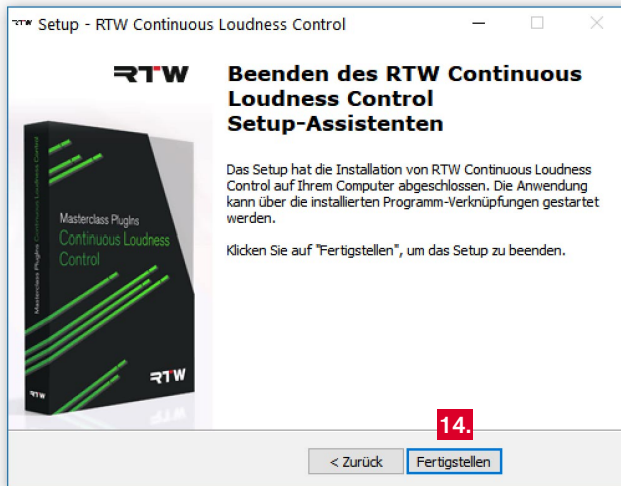 RTW Setup - RTW Continuous Loudness Control
RTW
Beenden des RTW Continuous
Loudness Control
Setup-Assistenten
Das Setup hat die Installation von RTW Continuous Loudness
Control auf Ihrem Computer abgeschlossen. Die Anwendung
kann über die installierten Programm-Verknüpfungen gestartet
werden.
Klicken Sie auf "Fertigstellen", um das Setup zu beenden.
Masterclass PlugIns
Continuous Loudness
Control
Masterclass PlugIns Continuous Loudness Control
RTW
RTW
14.
< Zurück
Fertigstellen